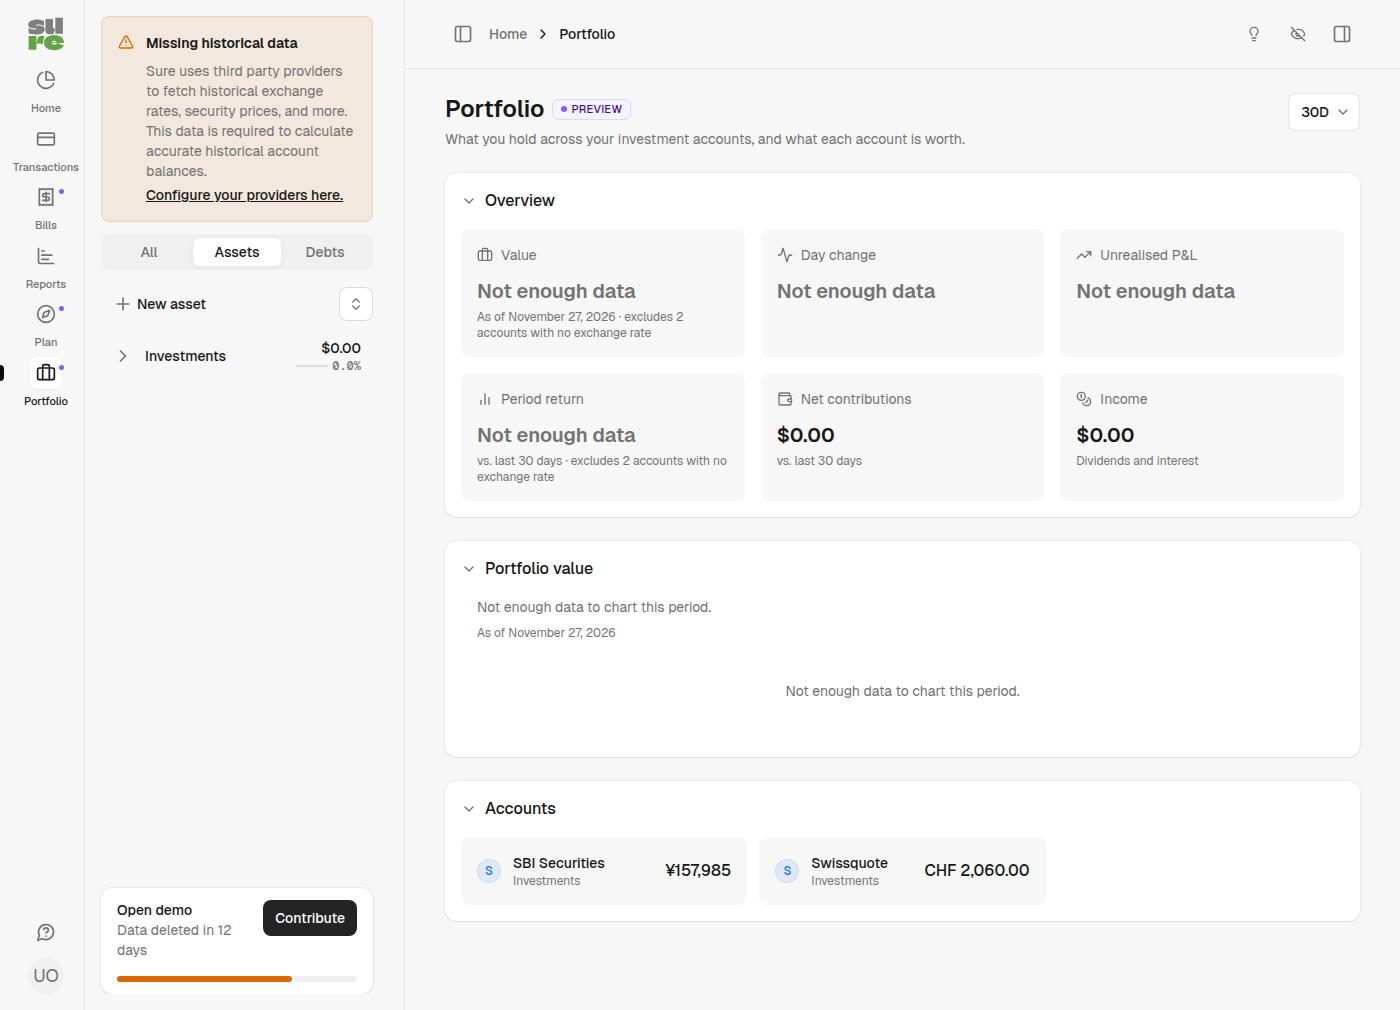 sure
Home
Transactions
Bills
Reports
Plan
Portfolio
UO
Missing historical data
Sure uses third party providers
to fetch historical exchange
rates, security prices, and more.
This data is required to calculate
accurate historical account
balances.
Configure your providers here.
All
Assets
Debts
New asset
Investments
$0.00
0.0%
Open demo
Data deleted in 12
days
Contribute
Home
Portfolio
Portfolio
PREVIEW
What you hold across your investment accounts, and what each account is worth.
30D
Overview
Value
Not enough data
As of November 27, 2026 · excludes 2
accounts with no exchange rate
Day change
Not enough data
Unrealised P&L
Not enough data
Period return
Not enough data
vs. last 30 days · excludes 2 accounts with no
exchange rate
Net contributions
$0.00
vs. last 30 days
Income
$0.00
Dividends and interest
Portfolio value
Not enough data to chart this period.
As of November 27, 2026
Not enough data to chart this period.
Accounts
S
SBI Securities
Investments
¥157,985
S
Swissquote
Investments
CHF 2,060.00